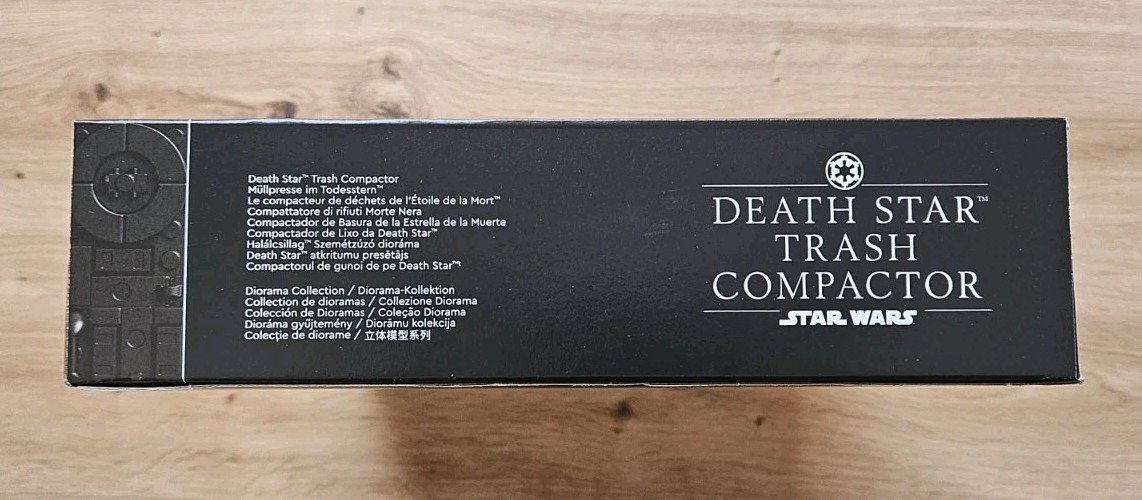 Death Star™ Trash Compactor
Müllpresse im Todesstern™
Le compacteur de déchets de l'Étoile de la Mort™
Compattatore di rifiuti Morte Nera
Compactador de Basura de la Estrella de la Muerte
Compactador de Lixo da Death Star™
Halálcsillag™ Szemétzúzó dioráma
Death Star™ atkritumu presētājs
Compactorul de gunoi de pe Death Star™
Diorama Collection / Diorama-Kollektion
Collection de dioramas / Collezione Diorama
Colección de Dioramas / Coleção Diorama
Dioráma gyűjtemény / Diorāmu kolekcija
Colecție de diorame / 立体模型系列
DEATH STAR™
TRASH
COMPACTOR
STAR WARS